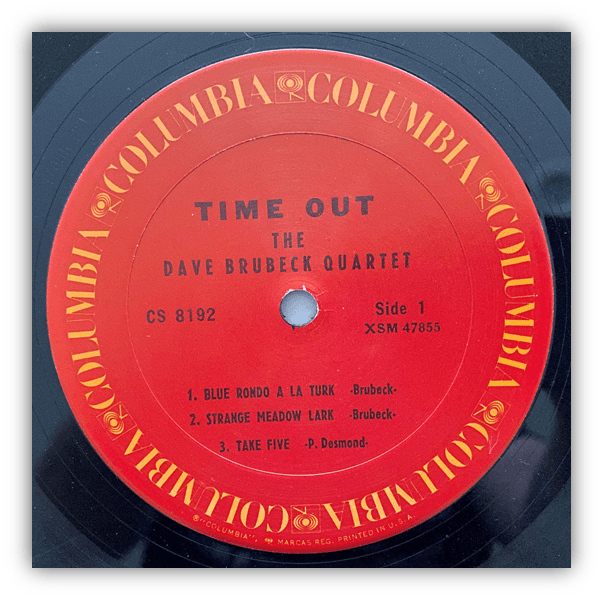 COLUMBIA COLUMBIA COLUMBIA COLUMBIA COLUMBIA COLUMBIA COLUMBIA
TIME OUT
THE
DAVE BRUBECK QUARTET
CS 8192
Side 1
XSM 47855
1. BLUE RONDO A LA TURK -Brubeck-
2. STRANGE MEADOW LARK -Brubeck-
3. TAKE FIVE -P. Desmond-
®"COLUMBIA", MARCAS REG. PRINTED IN U.S.A.